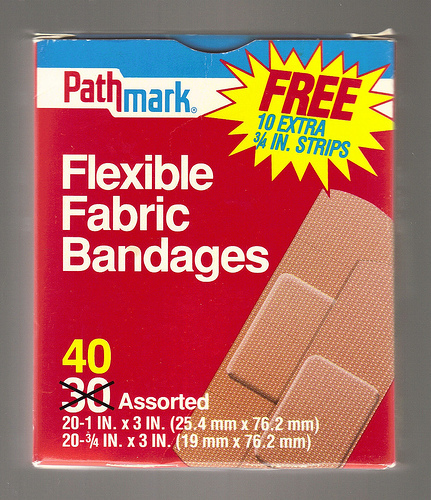 Pathmark®
FREE
10 EXTRA
3/4 IN. STRIPS
Flexible
Fabric
Bandages
40
30 Assorted
20-1 IN. x 3 IN. (25.4 mm x 76.2 mm)
20-3/4 IN. x 3 IN. (19 mm x 76.2 mm)